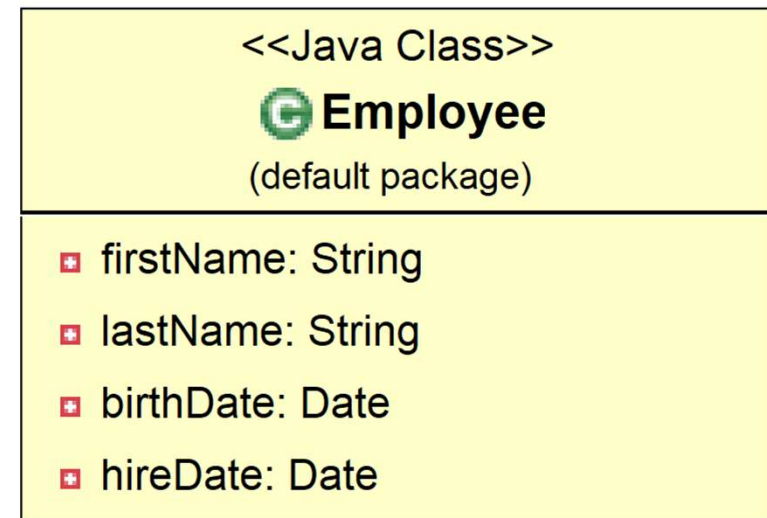 <<Java Class>>
C Employee
(default package)
firstName: String
lastName: String
birthDate: Date
hireDate: Date